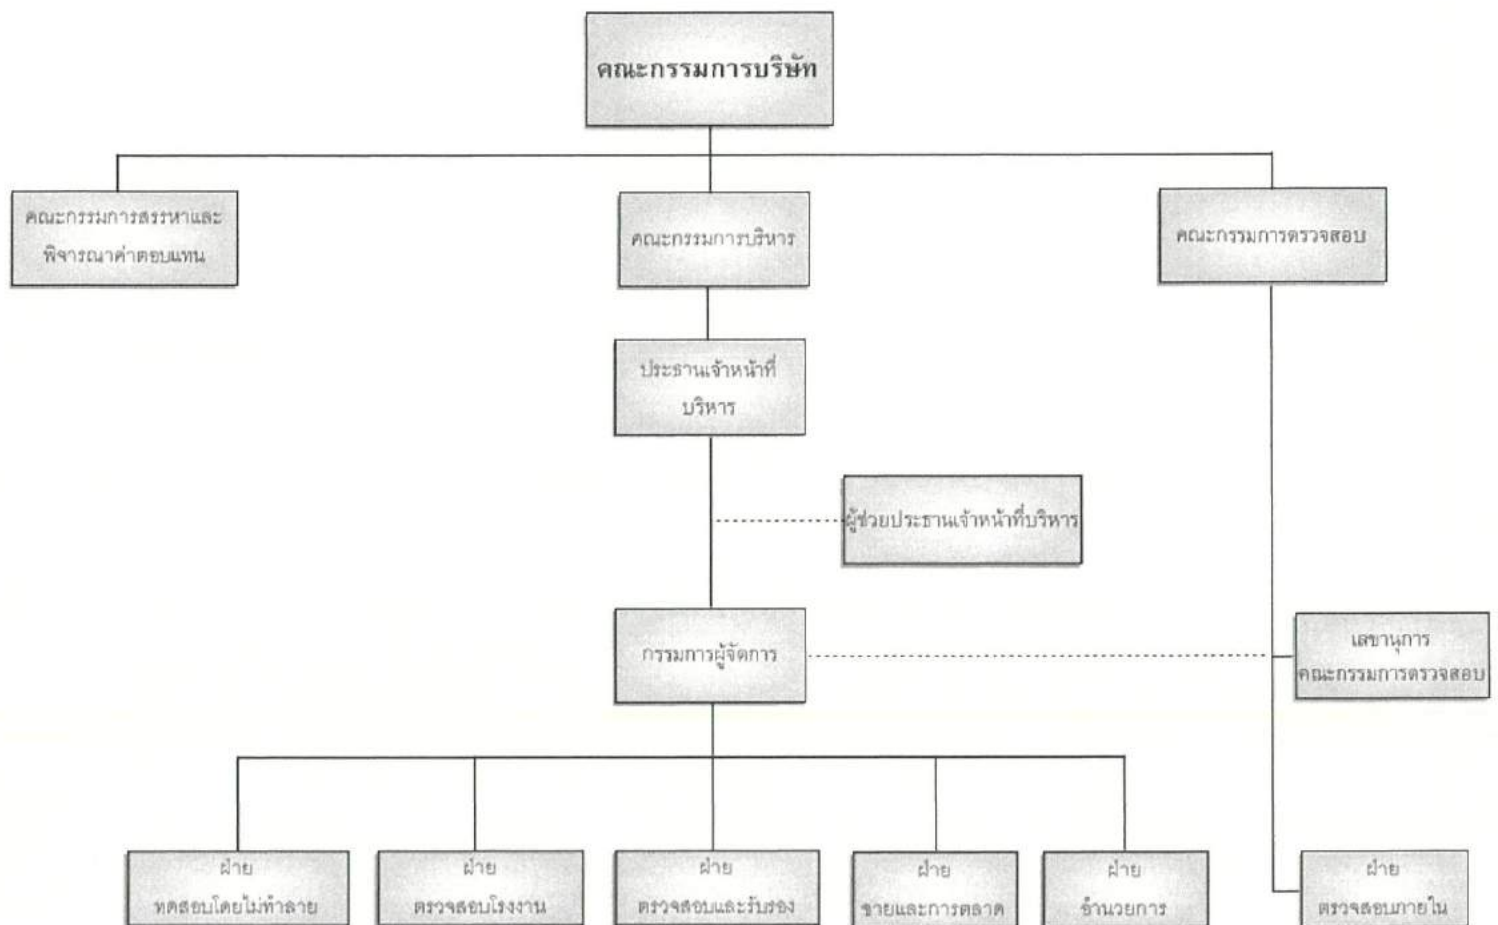 คณะกรรมการบริษัท
คณะกรรมการสรรหาและ
พิจารณาค่าตอบแทน
คณะกรรมการบริหาร
คณะกรรมการตรวจสอบ
ประธานเจ้าหน้าที่
บริหาร
ผู้ช่วยประธานเจ้าหน้าที่บริหาร
กรรมการผู้จัดการ
เลขานุการ
คณะกรรมการตรวจสอบ
ฝ่าย
ทดสอบโดยไม่ทำลาย
ฝ่าย
ตรวจสอบโรงงาน
ฝ่าย
ตรวจสอบและรับรอง
ฝ่าย
ขายและการตลาด
ฝ่าย
อำนวยการ
ฝ่าย
ตรวจสอบภายใน